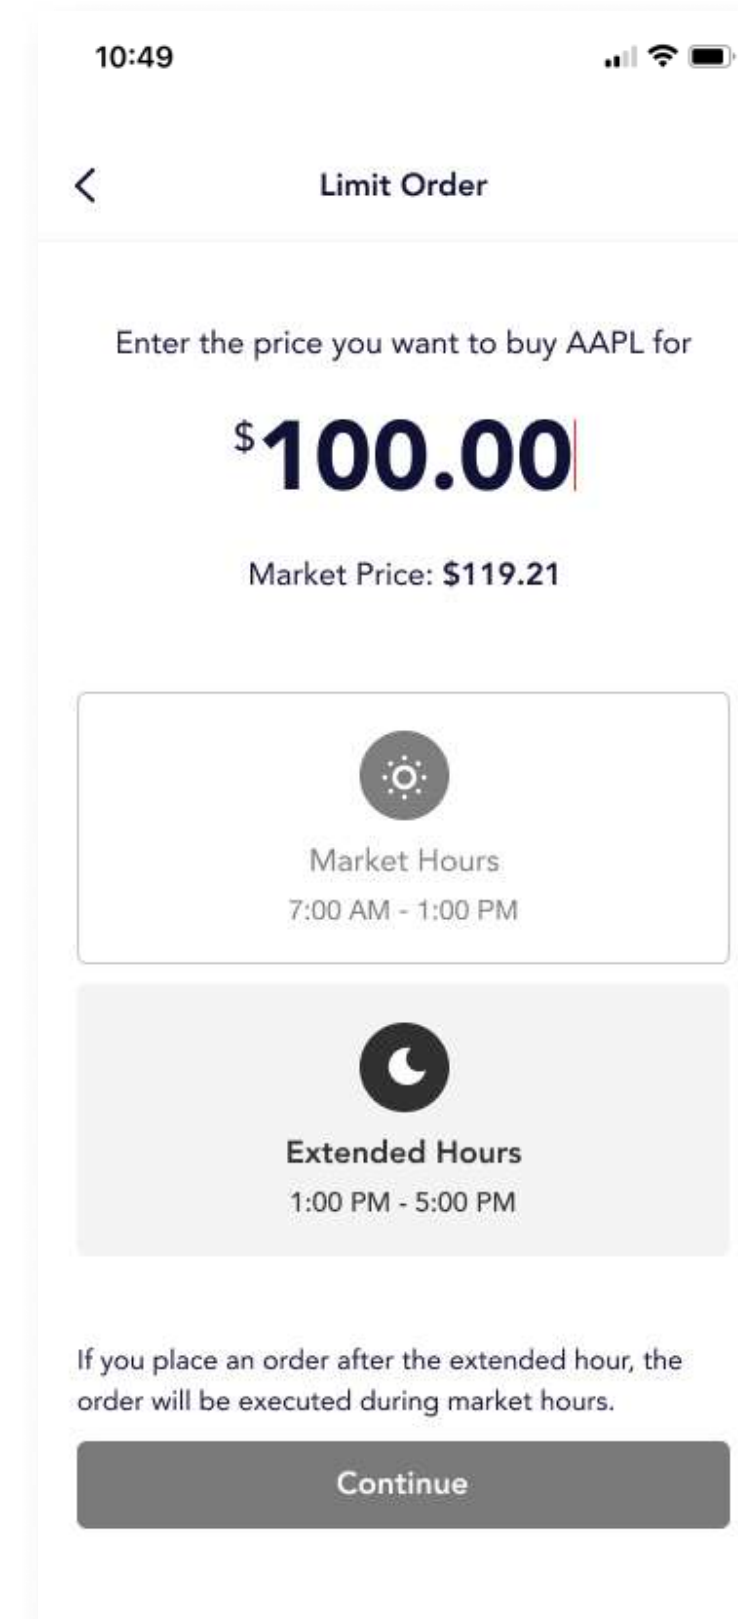 10:49
Limit Order
Enter the price you want to buy AAPL for
$100.00
Market Price: $119.21
Market Hours
7:00 AM - 1:00 PM
Extended Hours
1:00 PM - 5:00 PM
If you place an order after the extended hour, the
order will be executed during market hours.
Continue